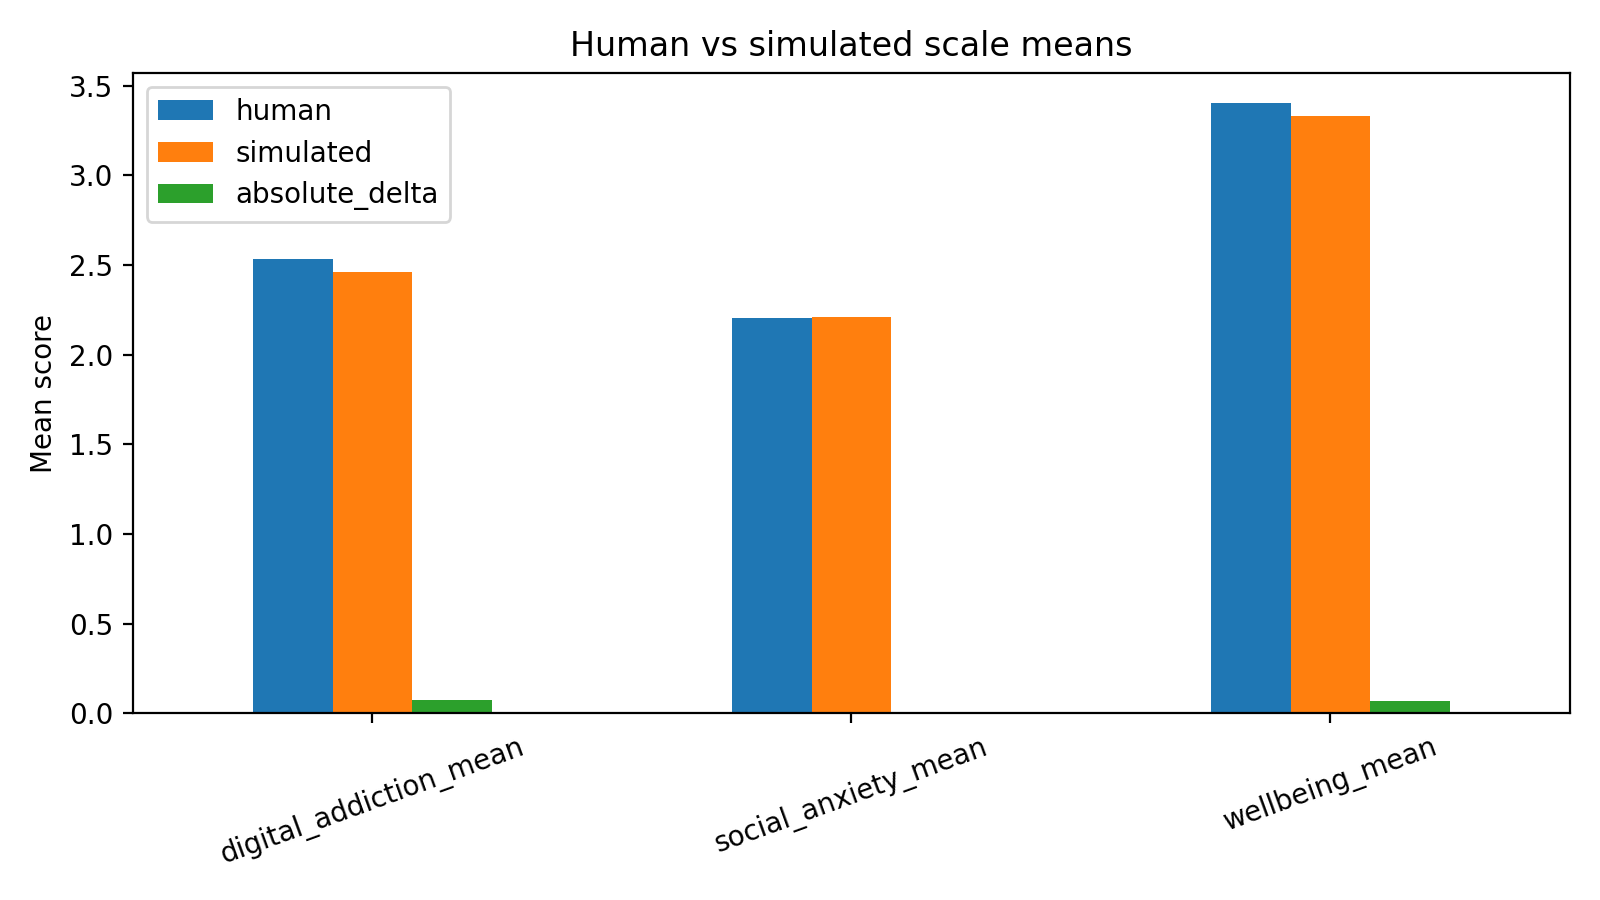 Human vs simulated scale means
human
simulated
absolute_delta
Mean score
3.5
3.0
2.5
2.0
1.5
1.0
0.5
0.0
digital_addiction_mean
social_anxiety_mean
wellbeing_mean